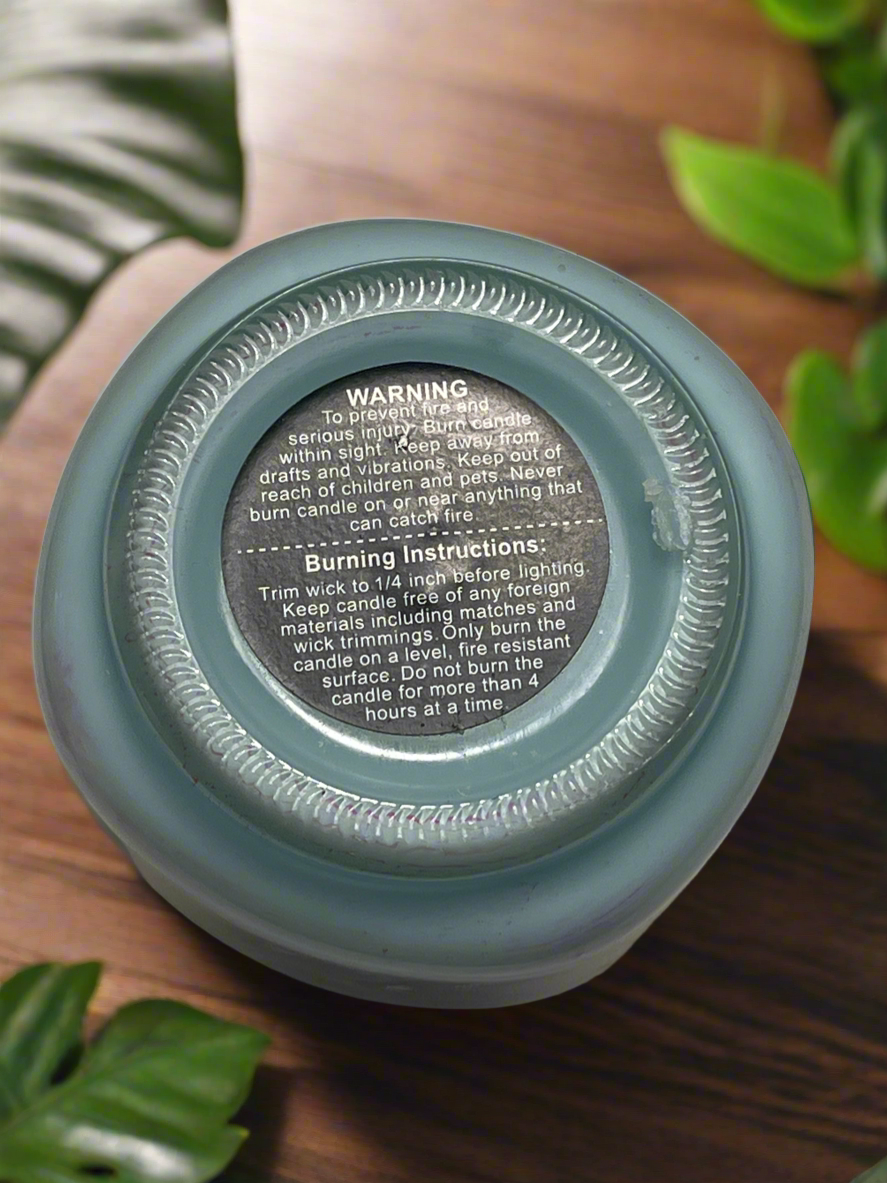 WARNING
To prevent fire and
serious injury: Burn candle
within sight. Keep away from
drafts and vibrations. Keep out of
reach of children and pets. Never
burn candle on or near anything that
can catch fire.
Burning Instructions:
Trim wick to 1/4 inch before lighting.
Keep candle free of any foreign
materials including matches and
wick trimmings. Only burn the
candle on a level, fire resistant
surface. Do not burn the
candle for more than 4
hours at a time.